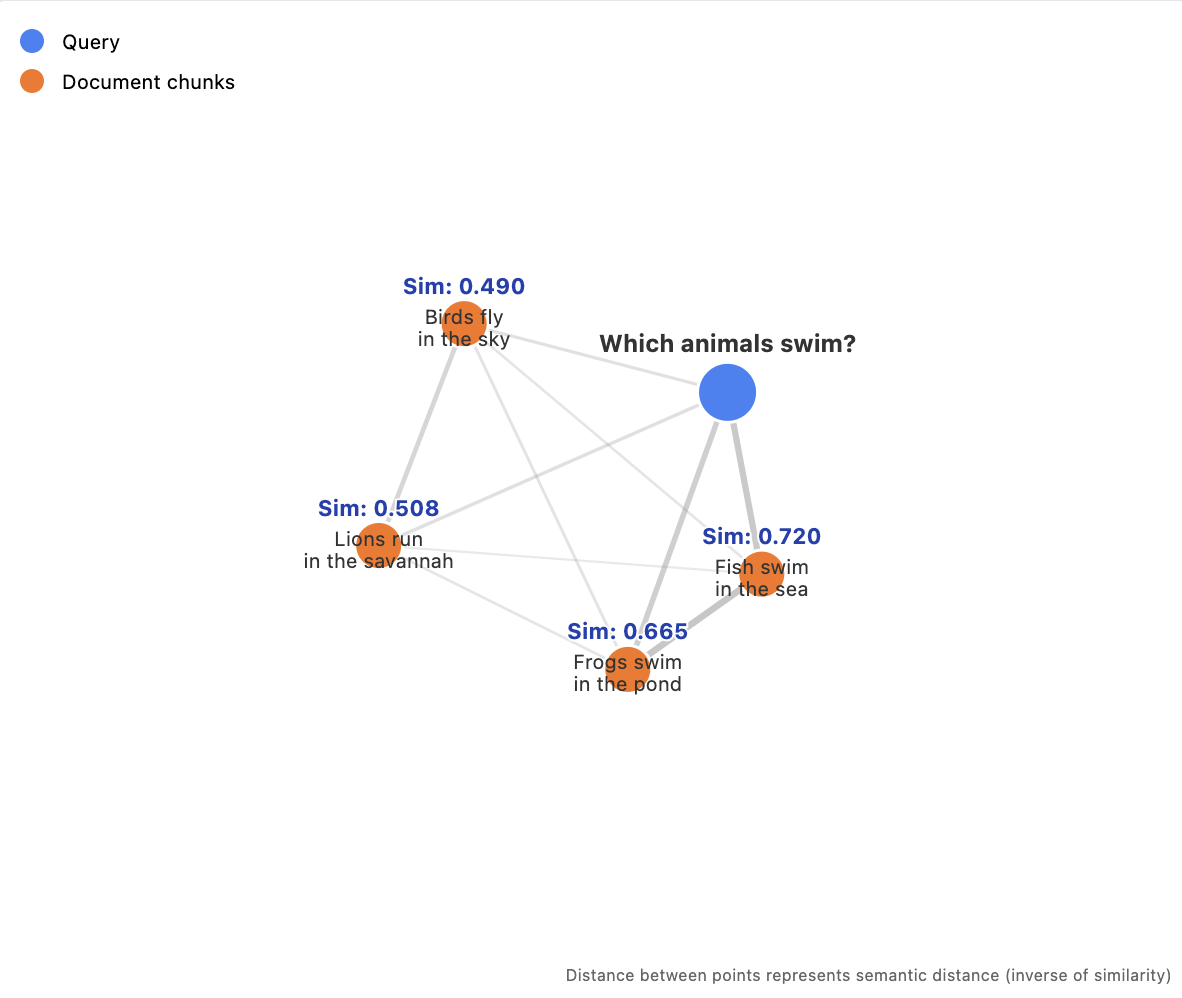 Query
Document chunks
Sim: 0.490
Birds fly
in the sky
Which animals swim?
Sim: 0.508
Lions run
in the savannah
Sim: 0.720
Fish swim
in the sea
Sim: 0.665
Frogs swim
in the pond
Distance between points represents semantic distance (inverse of similarity)